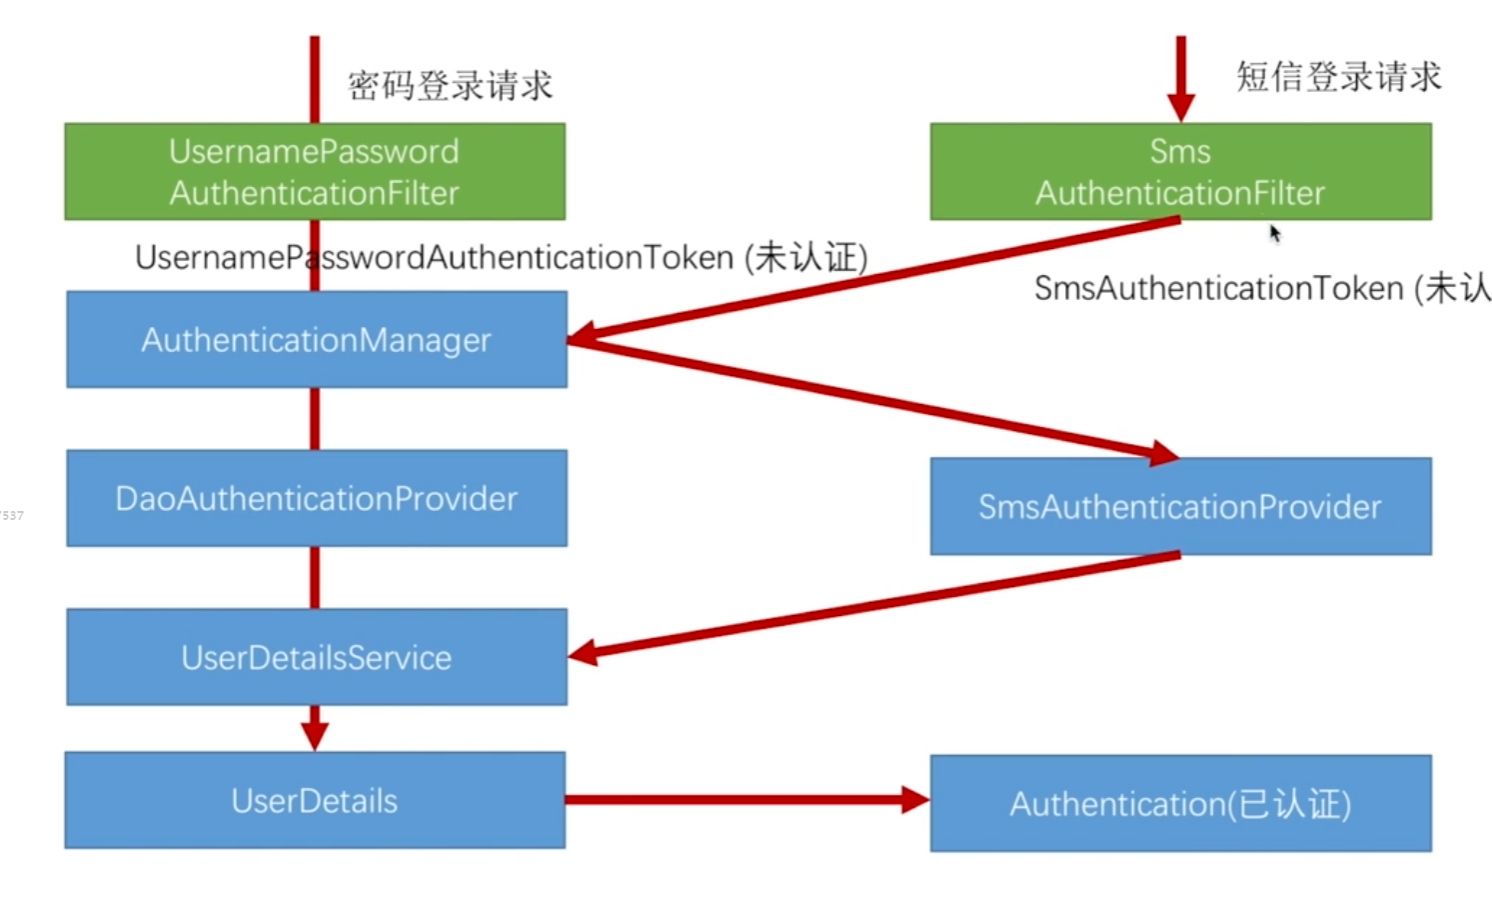 密码登录请求
短信登录请求
UsernamePassword
AuthenticationFilter
Sms
AuthenticationFilter
UsernamePasswordAuthenticationToken (未认证)
SmsAuthenticationToken (未认
AuthenticationManager
DaoAuthenticationProvider
SmsAuthenticationProvider
7537
UserDetailsService
UserDetails
Authentication(已认证)